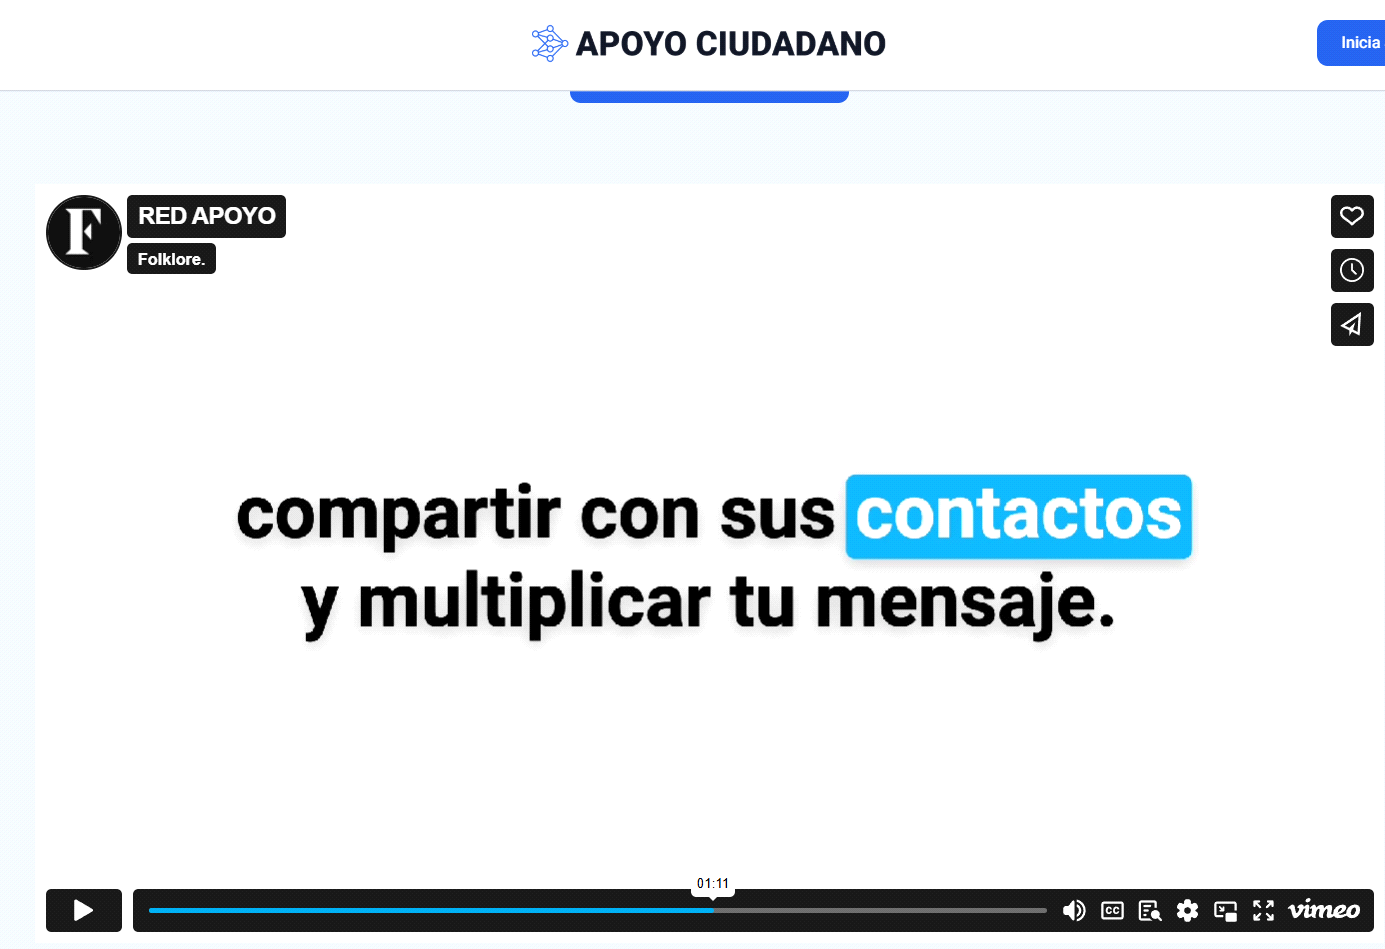 APOYO CIUDADANO
Inicia
F
RED APOYO
Folklore.
compartir con sus contactos
y multiplicar tu mensaje.
01:11
CC
vimeo